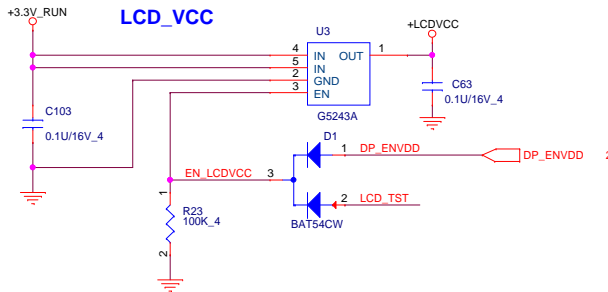 LCD_VCC
+3.3V_RUN
U3
+LCDVCC
4 IN OUT 1
5 IN
2 GND
3 EN
G5243A
C103
0.1U/16V_4
C63
0.1U/16V_4
D1
1 DP_ENVDD
DP_ENVDD 2
EN_LCDVCC 3
2 LCD_TST
BAT54CW
1
R23
100K_4
2